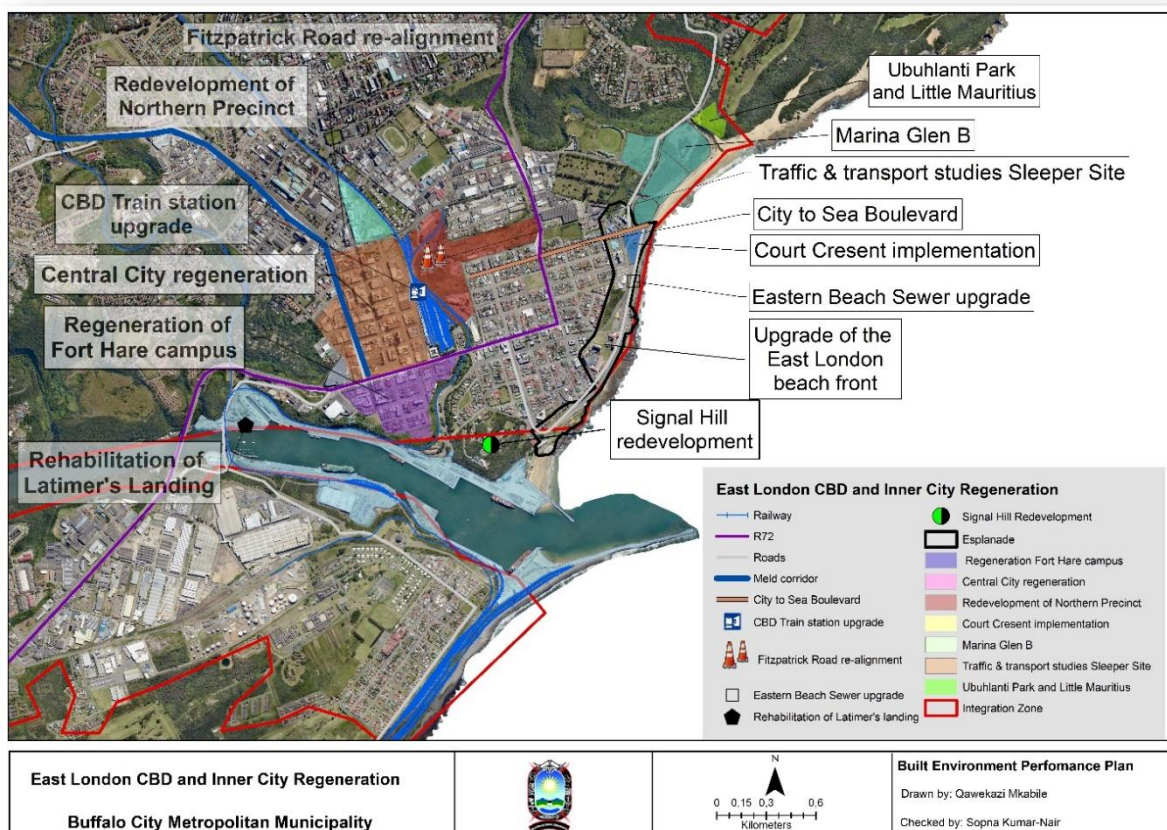 Fitzpatrick Road re-alignment
Redevelopment of
Northern Precinct
CBD Train station
upgrade
Central City regeneration
Regeneration of
Fort Hare campus
Rehabilitation of
Latimer's Landing
Ubuhlanti Park
and Little Mauritius
Marina Glen B
Traffic & transport studies Sleeper Site
City to Sea Boulevard
Court Cresent implementation
Eastern Beach Sewer upgrade
Upgrade of the
East London
beach front
Signal Hill
redevelopment
East London CBD and Inner City Regeneration
Railway
R72
Roads
Meld corridor
City to Sea Boulevard
CBD Train station upgrade
Fitzpatrick Road re-alignment
Eastern Beach Sewer upgrade
Rehabilitation of Latimer's landing
Signal Hill Redevelopment
Esplanade
Regeneration Fort Hare campus
Central City regeneration
Redevelopment of Northern Precinct
Court Cresent implementation
Marina Glen B
Traffic & transport studies Sleeper Site
Ubuhlanti Park and Little Mauritius
Integration Zone
East London CBD and Inner City Regeneration
Buffalo City Metropolitan Municipality
N
0 0.15 0.3 0.6
Kilometers
Built Environment Perfomance Plan
Drawn by: Qawekazi Mkabile
Checked by: Sopna Kumar-Nair